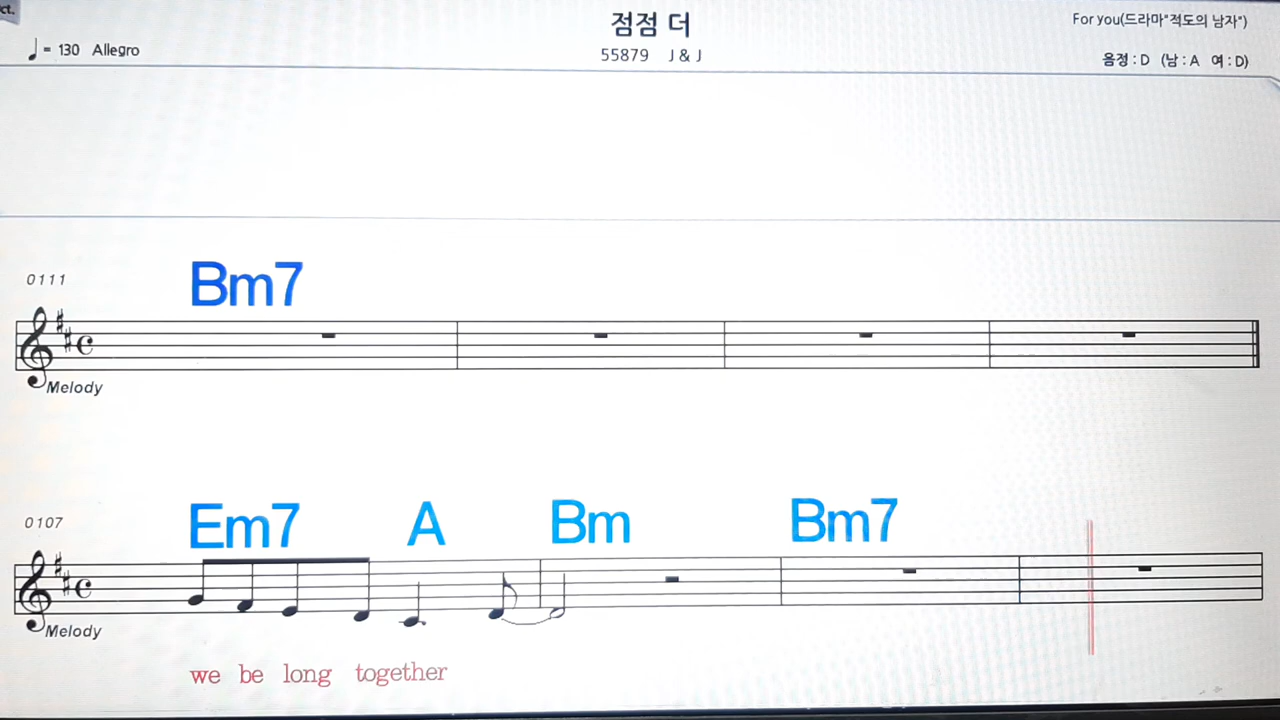 ct.
점점 더
For you(드라마"적도의 남자")
♩ = 130 Allegro
55879 J & J
음정 : D (남 : A 여 : D)
0111
Bm7
Melody
0107
Em7 A Bm Bm7
Melody
we be long together